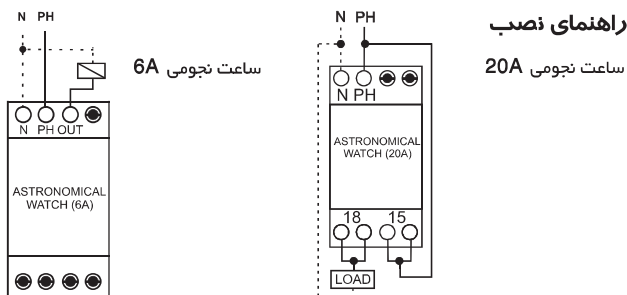 راهنمای نصب
ساعت نجومی 20A
N PH
N PH
ASTRONOMICAL
WATCH (20A)
18 15
LOAD
ساعت نجومی 6A
N PH
N PH OUT
ASTRONOMICAL
WATCH (6A)